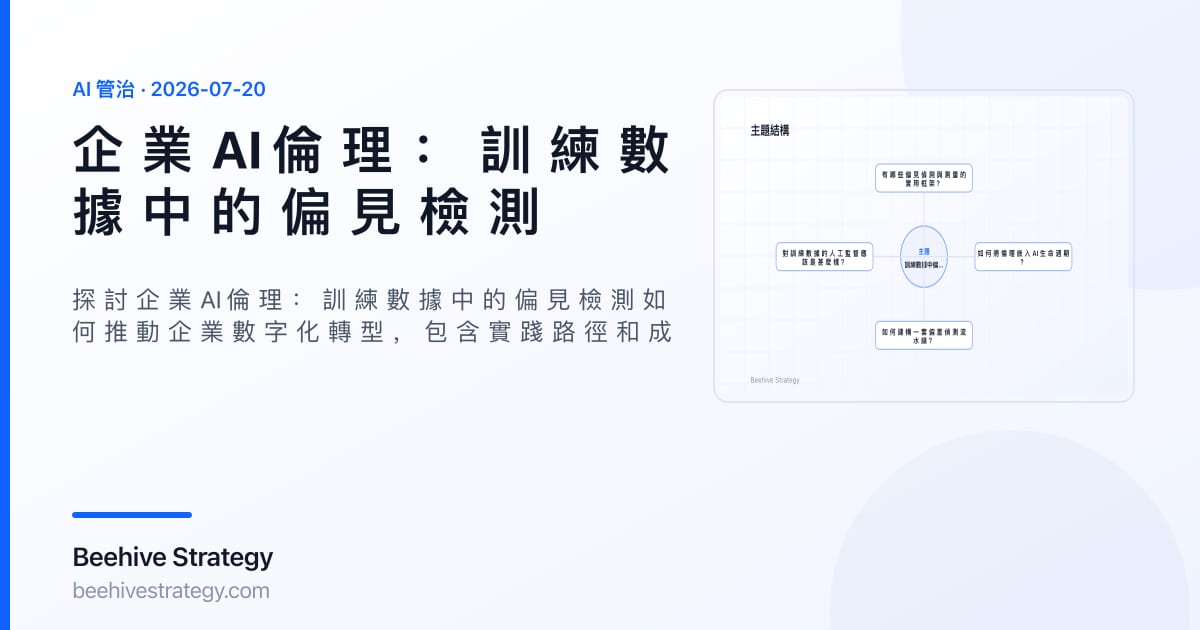 AI 管治 · 2026-07-20
企業AI倫理：訓練數
據中的偏見檢測
探討企業AI倫理：訓練數據中的偏見檢測如
何推動企業數字化轉型，包含實踐路徑和成
主題結構
有哪些偏見偵測與測量的
實用框架？
對訓練數據的人工監督應
該是甚麼樣？
主題
訓練數據中偏...
如何將倫理嵌入AI生命週期
？
如何建構一套偏差偵測流
水線？
Beehive Strategy
Beehive Strategy
beehivestrategy.com